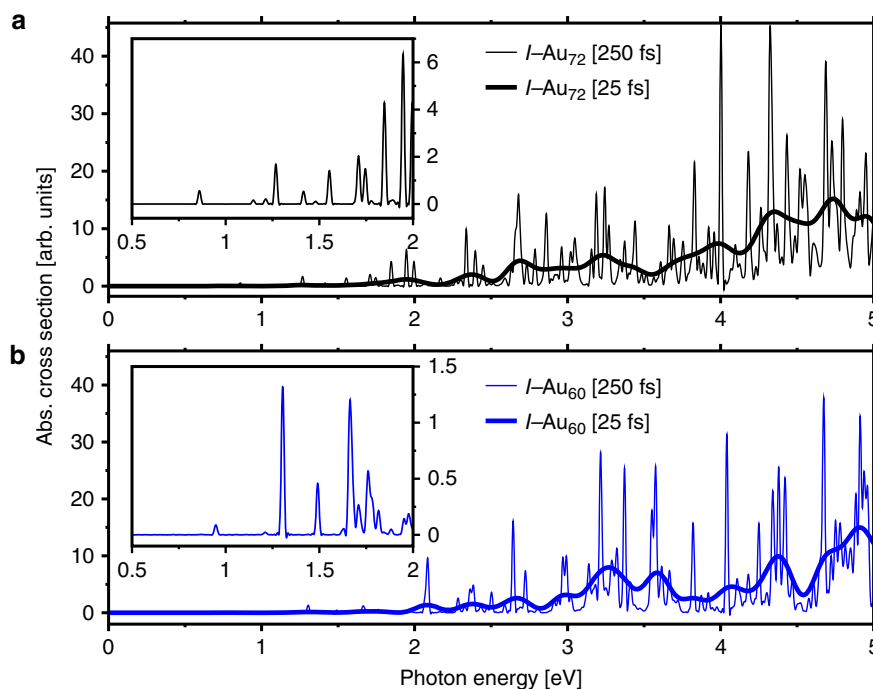 a
Abs. cross section [arb. units]
40
30
20
10
0
I–Au72 [250 fs]
I–Au72 [25 fs]
6
4
2
0
0.5 1 1.5 2
0 1 2 3 4 5
b
40
30
20
10
0
I–Au60 [250 fs]
I–Au60 [25 fs]
1.5
1
0.5
0
0.5 1 1.5 2
0 1 2 3 4 5
Photon energy [eV]